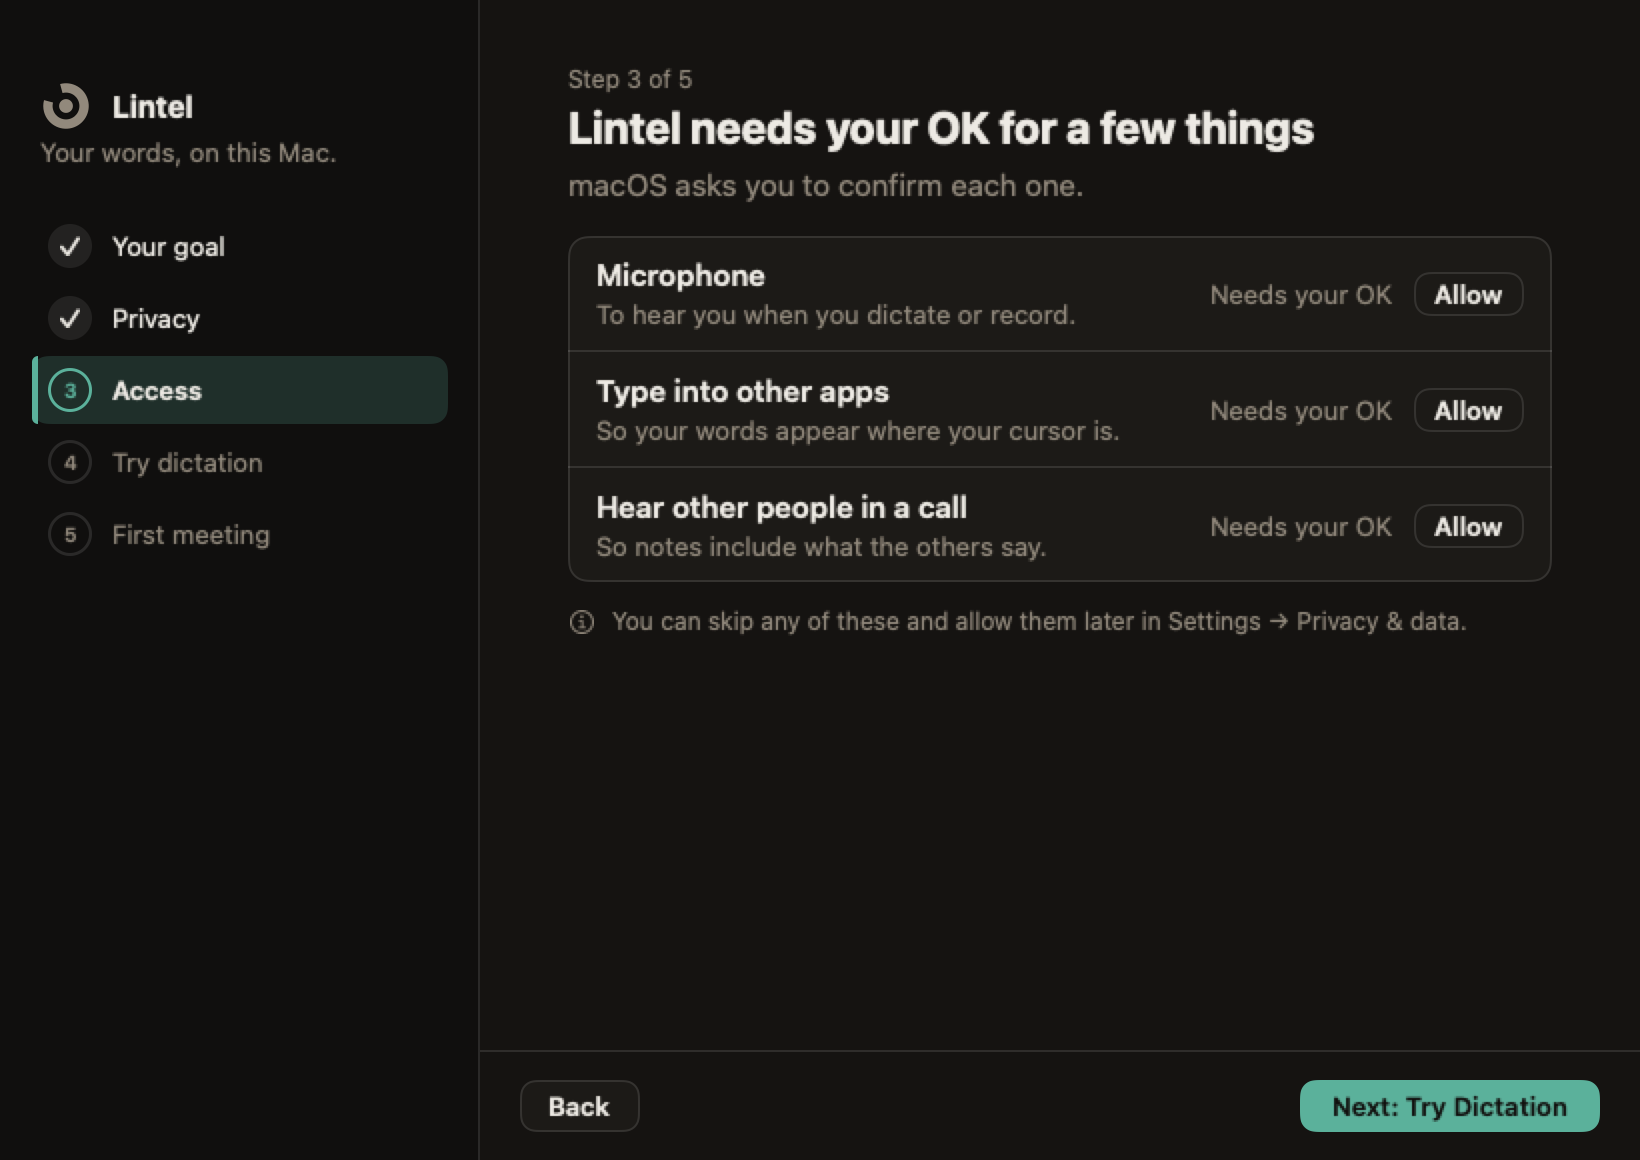 Lintel
Your words, on this Mac.
Your goal
Privacy
3 Access
4 Try dictation
5 First meeting
Step 3 of 5
Lintel needs your OK for a few things
macOS asks you to confirm each one.
Microphone
To hear you when you dictate or record.
Needs your OK Allow
Type into other apps
So your words appear where your cursor is.
Needs your OK Allow
Hear other people in a call
So notes include what the others say.
Needs your OK Allow
You can skip any of these and allow them later in Settings → Privacy & data.
Back
Next: Try Dictation